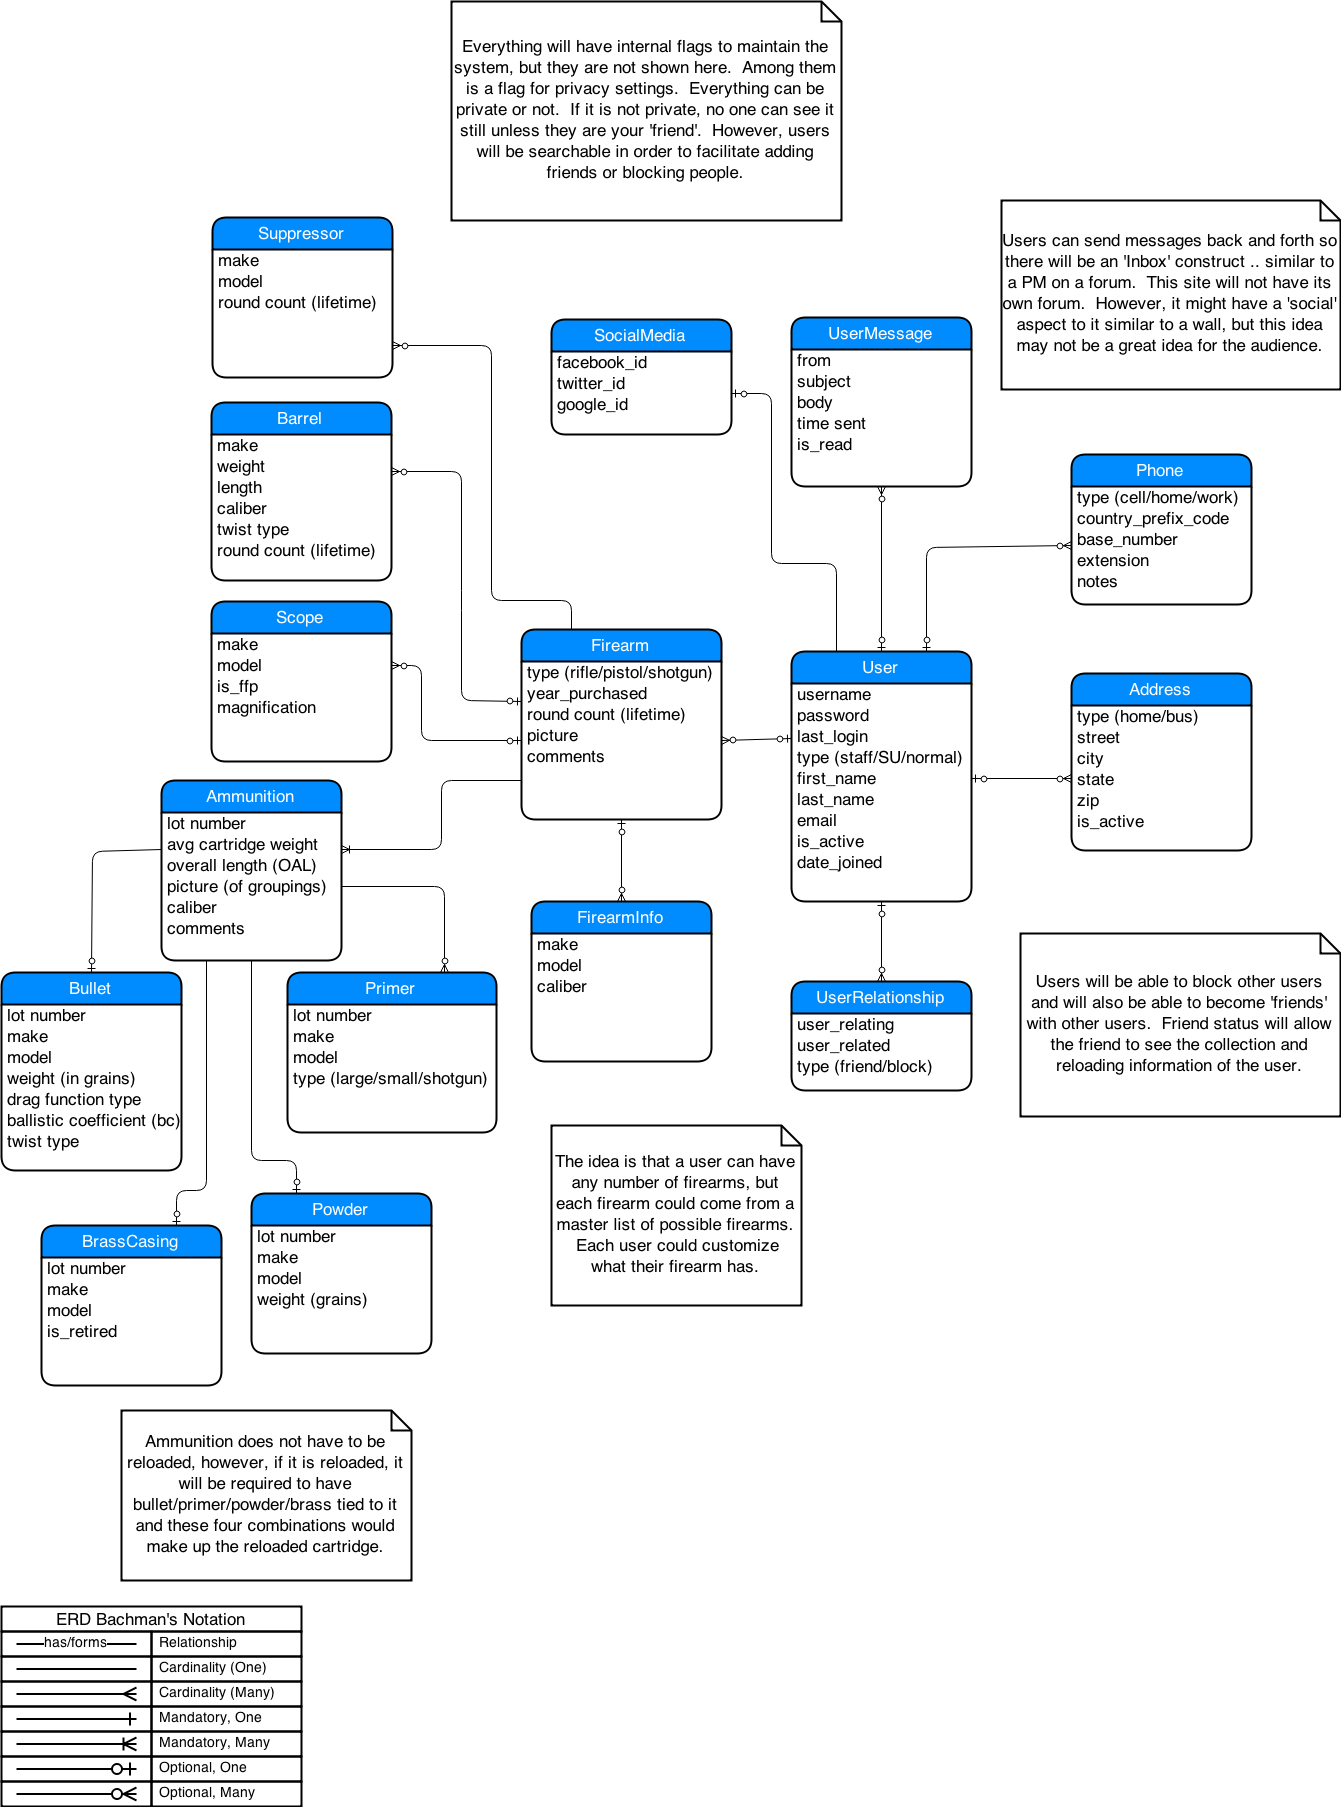 Everything will have internal flags to maintain the
system, but they are not shown here.  Among them
is a flag for privacy settings.  Everything can be
private or not.  If it is not private, no one can see it
still unless they are your 'friend'.  However, users
will be searchable in order to facilitate adding
friends or blocking people.
Users can send messages back and forth so
there will be an 'Inbox' construct .. similar to
a PM on a forum.  This site will not have its
own forum.  However, it might have a 'social'
aspect to it similar to a wall, but this idea
may not be a great idea for the audience.
Suppressor
make
model
round count (lifetime)
SocialMedia
facebook_id
twitter_id
google_id
UserMessage
from
subject
body
time sent
is_read
Barrel
make
weight
length
caliber
twist type
round count (lifetime)
Phone
type (cell/home/work)
country_prefix_code
base_number
extension
notes
Scope
make
model
is_ffp
magnification
Firearm
type (rifle/pistol/shotgun)
year_purchased
round count (lifetime)
picture
comments
User
username
password
last_login
type (staff/SU/normal)
first_name
last_name
email
is_active
date_joined
Address
type (home/bus)
street
city
state
zip
is_active
Ammunition
lot number
avg cartridge weight
overall length (OAL)
picture (of groupings)
caliber
comments
FirearmInfo
make
model
caliber
UserRelationship
user_relating
user_related
type (friend/block)
Users will be able to block other users
and will also be able to become 'friends'
with other users.  Friend status will allow
the friend to see the collection and
reloading information of the user.
Bullet
lot number
make
model
weight (in grains)
drag function type
ballistic coefficient (bc)
twist type
Primer
lot number
make
model
type (large/small/shotgun)
The idea is that a user can have
any number of firearms, but
each firearm could come from a
master list of possible firearms.
Each user could customize
what their firearm has.
BrassCasing
lot number
make
model
is_retired
Powder
lot number
make
model
weight (grains)
Ammunition does not have to be
reloaded, however, if it is reloaded, it
will be required to have
bullet/primer/powder/brass tied to it
and these four combinations would
make up the reloaded cartridge.
ERD Bachman's Notation
has/forms Relationship
Cardinality (One)
Cardinality (Many)
Mandatory, One
Mandatory, Many
Optional, One
Optional, Many